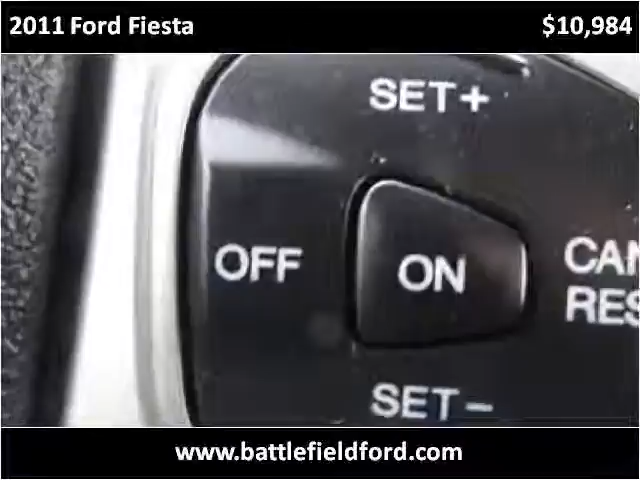 2011 Ford Fiesta $10,984
SET+
OFF ON CAN
RES
SET-
www.battlefieldford.com